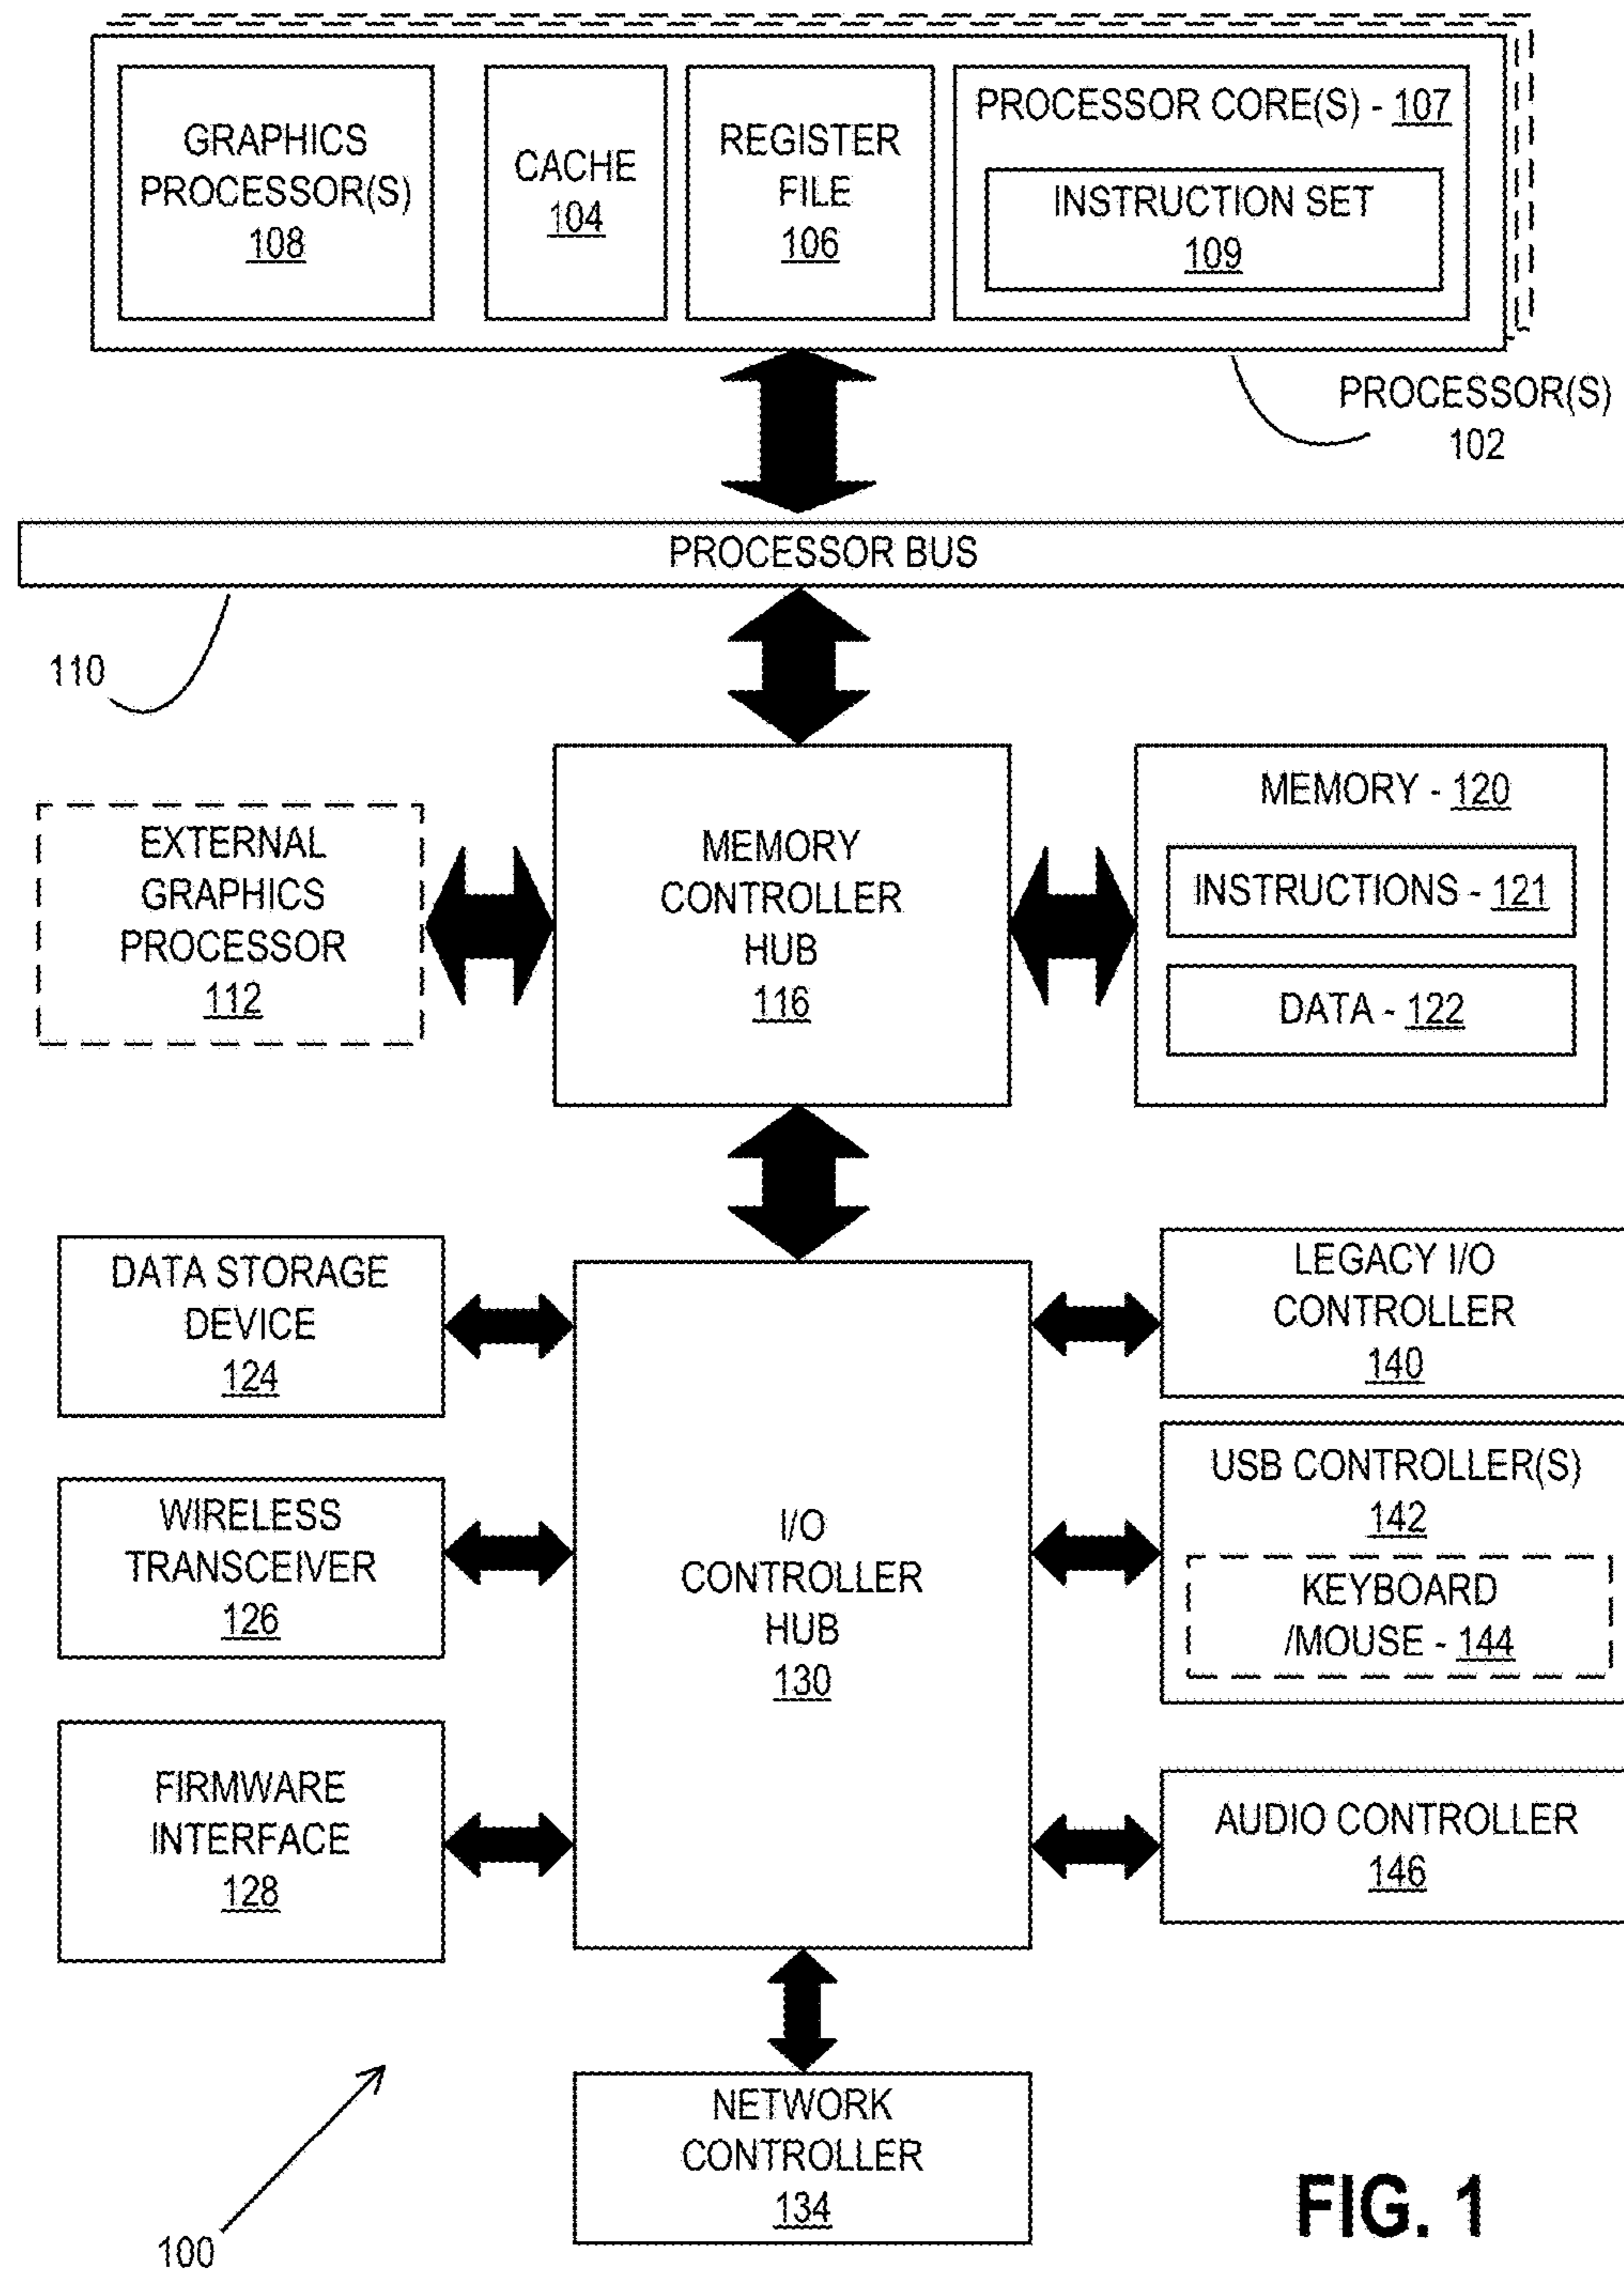 GRAPHICS
PROCESSOR(S)
108
CACHE
104
REGISTER
FILE
106
PROCESSOR CORE(S) - 107
INSTRUCTION SET
109
PROCESSOR(S)
102
PROCESSOR BUS
110
EXTERNAL
GRAPHICS
PROCESSOR
112
MEMORY
CONTROLLER
HUB
116
MEMORY - 120
INSTRUCTIONS - 121
DATA - 122
DATA STORAGE
DEVICE
124
WIRELESS
TRANSCEIVER
126
FIRMWARE
INTERFACE
128
I/O
CONTROLLER
HUB
130
LEGACY I/O
CONTROLLER
140
USB CONTROLLER(S)
142
KEYBOARD
/MOUSE - 144
AUDIO CONTROLLER
146
NETWORK
CONTROLLER
134
100
FIG. 1